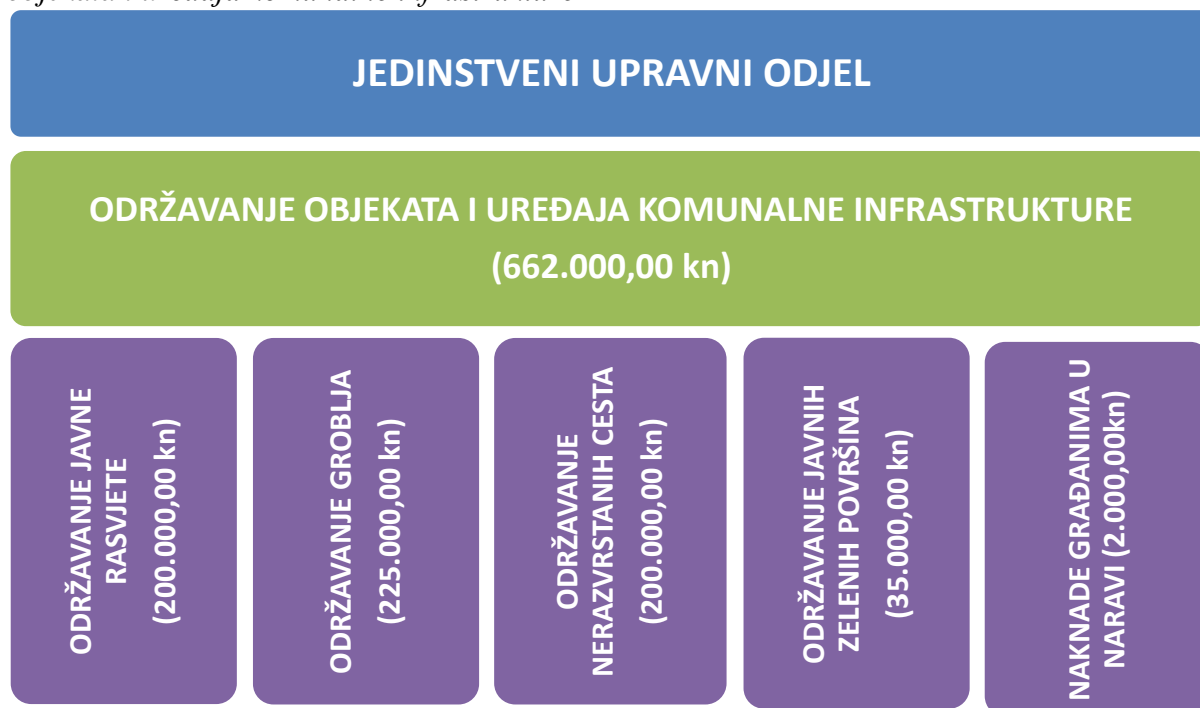 JEDINSTVENI UPRAVNI ODJEL
ODRŽAVANJE OBJEKATA I UREĐAJA KOMUNALNE INFRASTRUKTURE
(662.000,00 kn)
ODRŽAVANJE JAVNE
RASVJETE
(200.000,00 kn)
ODRŽAVANJE GROBLJA
(225.000,00 kn)
ODRŽAVANJE
NERAZVRSTANIH CESTA
(200.000,00 kn)
ODRŽAVANJE JAVNIH
ZELENIH POVRŠINA
(35.000,00 kn)
NAKNADE GRAĐANIMA U
NARAVI (2.000,00kn)